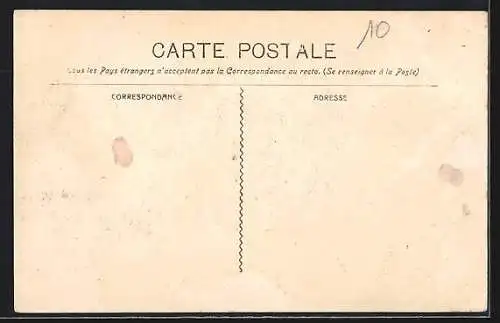 10
CARTE POSTALE
Tous les Pays étrangers n'acceptent pas la Correspondance au recto. (Se renseigner à la Poste)
CORRESPONDANCE
ADRESSE